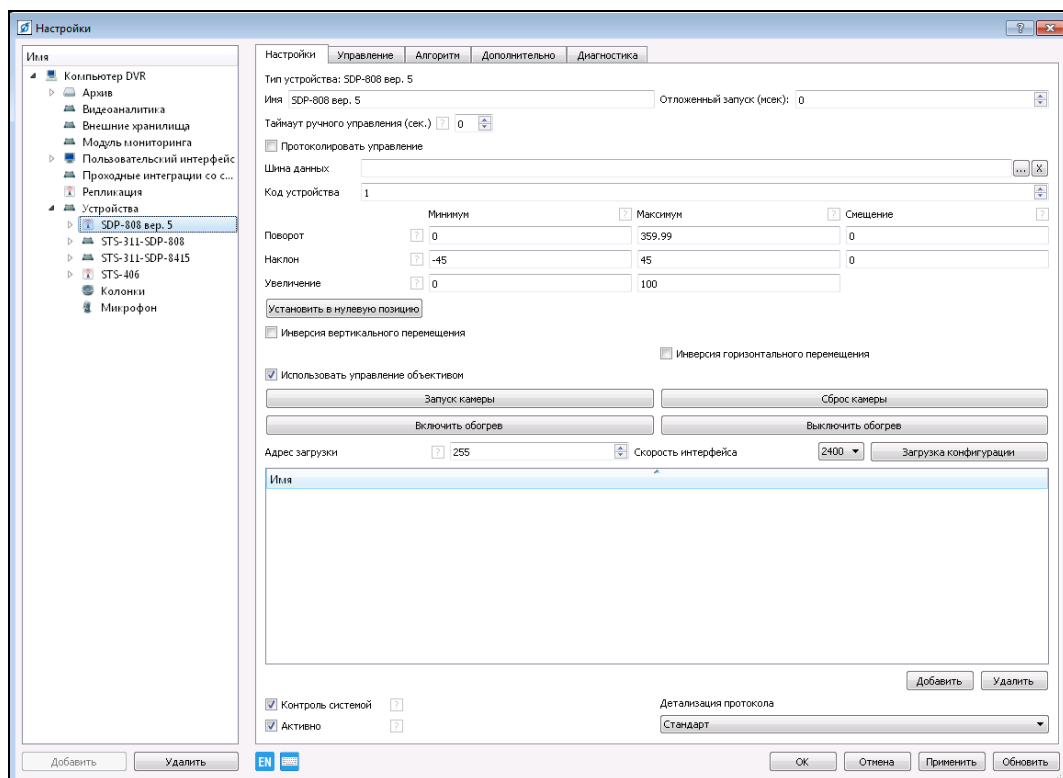 Настройки
Имя
Компьютер DVR
Архив
Видеоаналитика
Внешние хранилища
Модуль мониторинга
Пользовательский интерфейс
Проходные интеграции со с...
Репликация
Устройства
SDP-808 вер. 5
STS-311-SDP-808
STS-311-SDP-8415
STS-406
Колонки
Микрофон
Добавить Удалить
Настройки Управление Алгоритм Дополнительно Диагностика
Тип устройства: SDP-808 вер. 5
Имя SDP-808 вер. 5 Отложенный запуск (мсек): 0
Таймаут ручного управления (сек.) ? 0
Протоколировать управление
Шина данных ... X
Код устройства 1
Минимум ? Максимум ? Смещение ?
Поворот ? 0 359.99 0
Наклон ? -45 45 0
Увеличение ? 0 100
Установить в нулевую позицию
Инверсия вертикального перемещения
Инверсия горизонтального перемещения
Использовать управление объективом
Запуск камеры Сброс камеры
Включить обогрев Выключить обогрев
Адрес загрузки ? 255 Скорость интерфейса 2400 Загрузка конфигурации
Имя
Добавить Удалить
Контроль системой ? Детализация протокола
Активно ? Стандарт
EN OK Отмена Применить Обновить